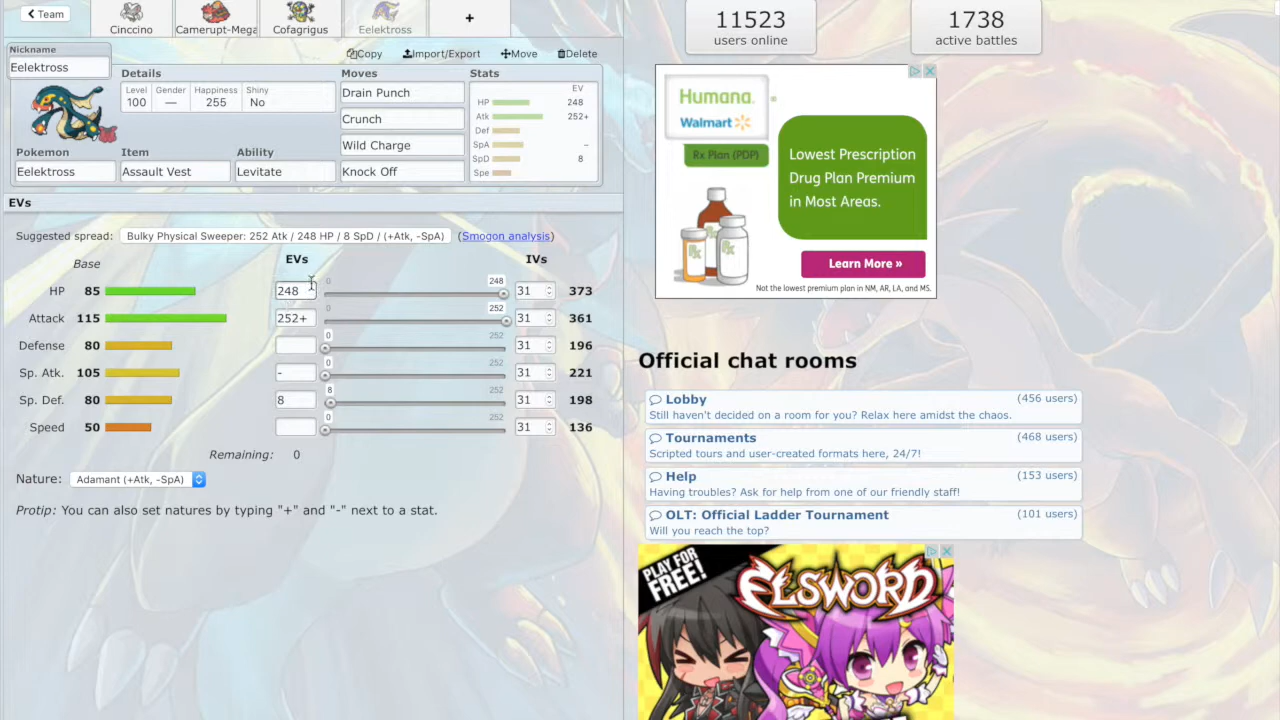 < Team
Cinccino
Camerupt-Mega
Cofagrigus
Eelektross
+
Nickname
Eelektross
Copy
Import/Export
Move
Delete
Details
Level
100
Gender
—
Happiness
255
Shiny
No
Moves
Drain Punch
Crunch
Wild Charge
Knock Off
Stats
EV
HP 248
Atk 252+
Def
SpA –
SpD 8
Spe
Pokemon
Eelektross
Item
Assault Vest
Ability
Levitate
EVs
Suggested spread: Bulky Physical Sweeper: 252 Atk / 248 HP / 8 SpD / (+Atk, -SpA) (Smogon analysis)
Base EVs IVs
HP 85 248 0 248 31 373
Attack 115 252+ 0 252 31 361
Defense 80 0 252 31 196
Sp. Atk. 105 - 0 252 31 221
Sp. Def. 80 8 8 252 31 198
Speed 50 0 252 31 136
Remaining: 0
Nature: Adamant (+Atk, -SpA)
Protip: You can also set natures by typing "+" and "-" next to a stat.
11523
users online
1738
active battles
Humana
Walmart
Rx Plan (PDP)
Lowest Prescription
Drug Plan Premium
in Most Areas.
Learn More »
Not the lowest premium plan in NM, AR, LA, and MS.
Official chat rooms
Lobby (456 users)
Still haven't decided on a room for you? Relax here amidst the chaos.
Tournaments (468 users)
Scripted tours and user-created formats here, 24/7!
Help (153 users)
Having troubles? Ask for help from one of our friendly staff!
OLT: Official Ladder Tournament (101 users)
Will you reach the top?
PLAY FOR
FREE!
ELSWORD